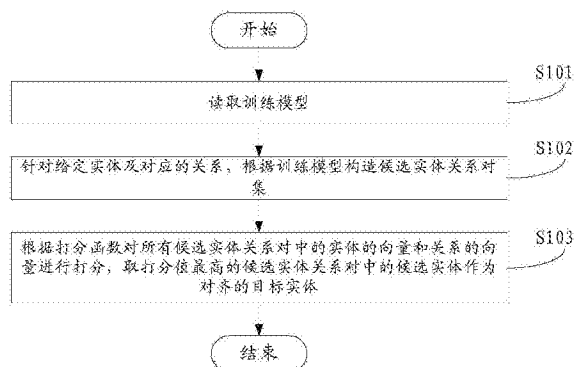 开始
S101
读取训练模型
S102
针对给定实体及对应的关系，根据训练模型构造候选实体关系对
集
S103
根据打分函数对所有候选实体关系对中的实体的向量和关系的向
量进行打分，取打分值最高的候选实体关系对中的候选实体作为
对齐的目标实体
结束